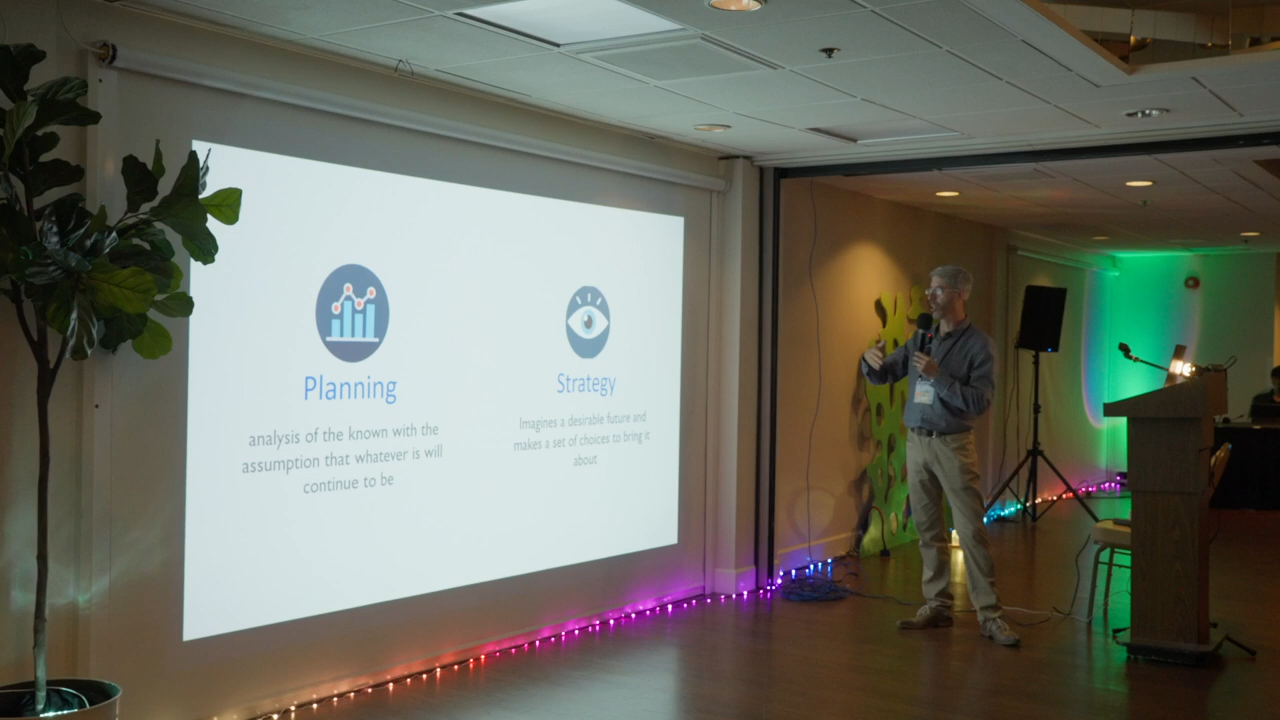 Planning
analysis of the known with the
assumption that whatever is will
continue to be
Strategy
Imagines a desirable future and
makes a set of choices to bring it
about